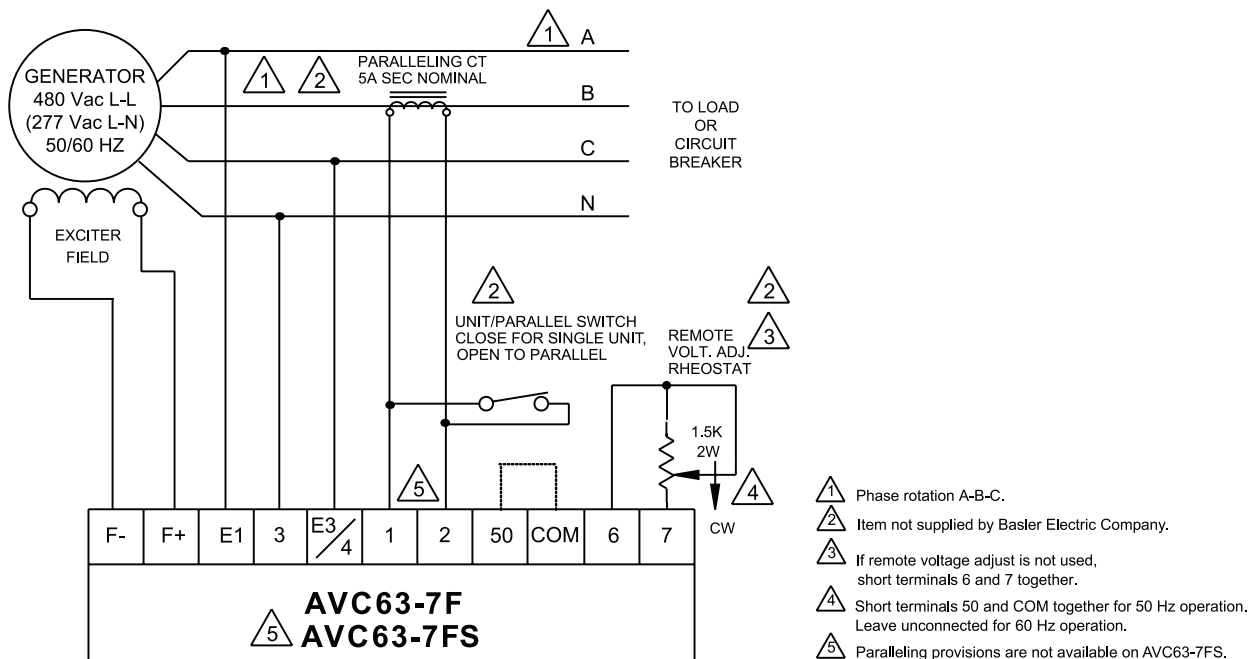 GENERATOR
480 Vac L-L
(277 Vac L-N)
50/60 HZ
1
2
PARALLELING CT
5A SEC NOMINAL
1
A
B
C
N
TO LOAD
OR
CIRCUIT
BREAKER
EXCITER
FIELD
2
UNIT/PARALLEL SWITCH
CLOSE FOR SINGLE UNIT,
OPEN TO PARALLEL
2
3
REMOTE
VOLT. ADJ.
RHEOSTAT
1.5K
2W
4
CW
5
F-
F+
E1
3
E3/4
1
2
50
COM
6
7
AVC63-7F
5 AVC63-7FS
1 Phase rotation A-B-C.
2 Item not supplied by Basler Electric Company.
3 If remote voltage adjust is not used,
short terminals 6 and 7 together.
4 Short terminals 50 and COM together for 50 Hz operation.
Leave unconnected for 60 Hz operation.
5 Paralleling provisions are not available on AVC63-7FS.